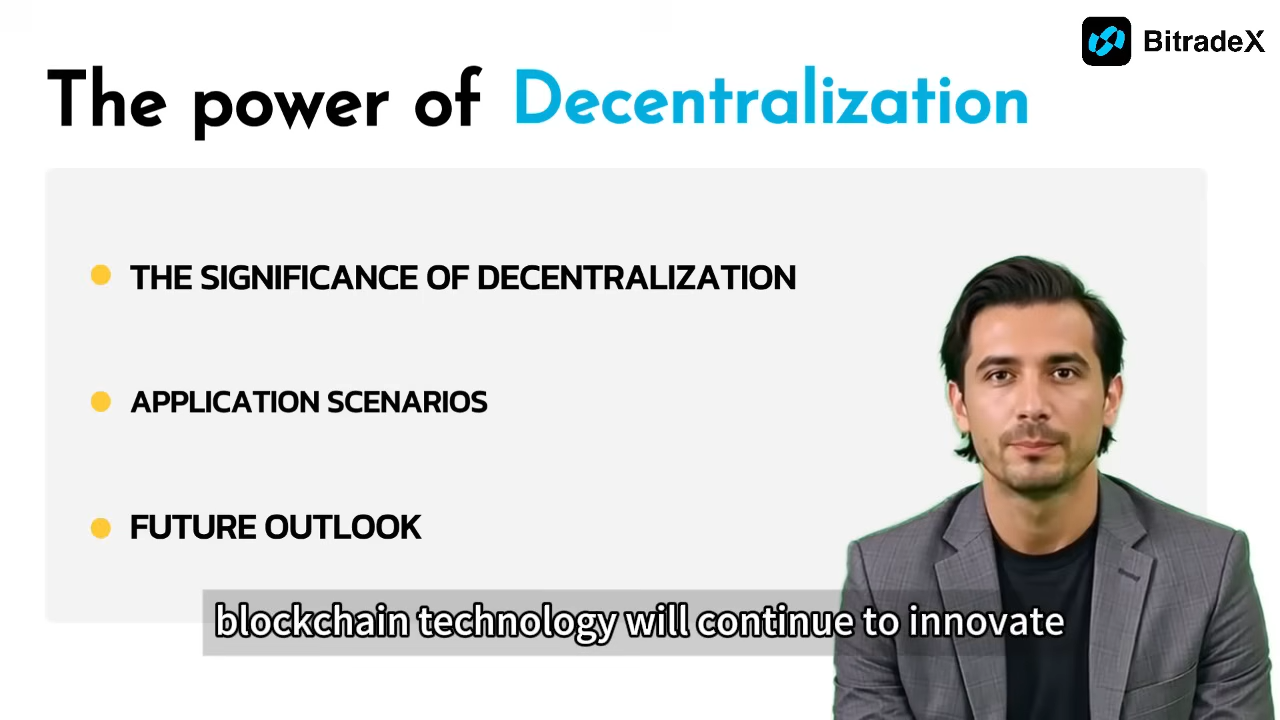 BitradeX
The power of Decentralization
THE SIGNIFICANCE OF DECENTRALIZATION
APPLICATION SCENARIOS
FUTURE OUTLOOK
blockchain technology will continue to innovate